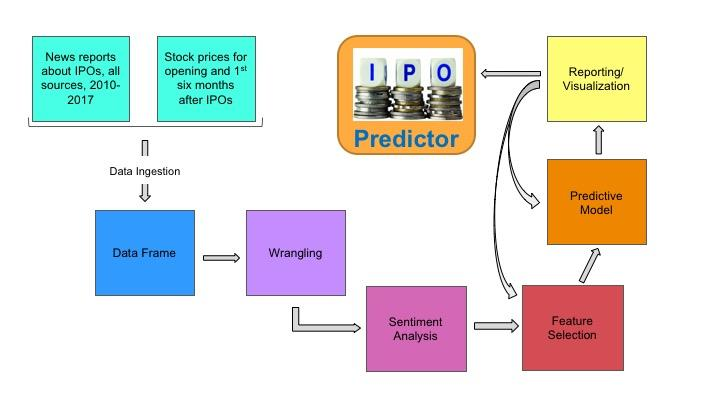 News reports
about IPOs, all
sources, 2010-
2017
Stock prices for
opening and 1st
six months
after IPOs
I P O
Predictor
Reporting/
Visualization
Data Ingestion
Predictive
Model
Data Frame
Wrangling
Sentiment
Analysis
Feature
Selection